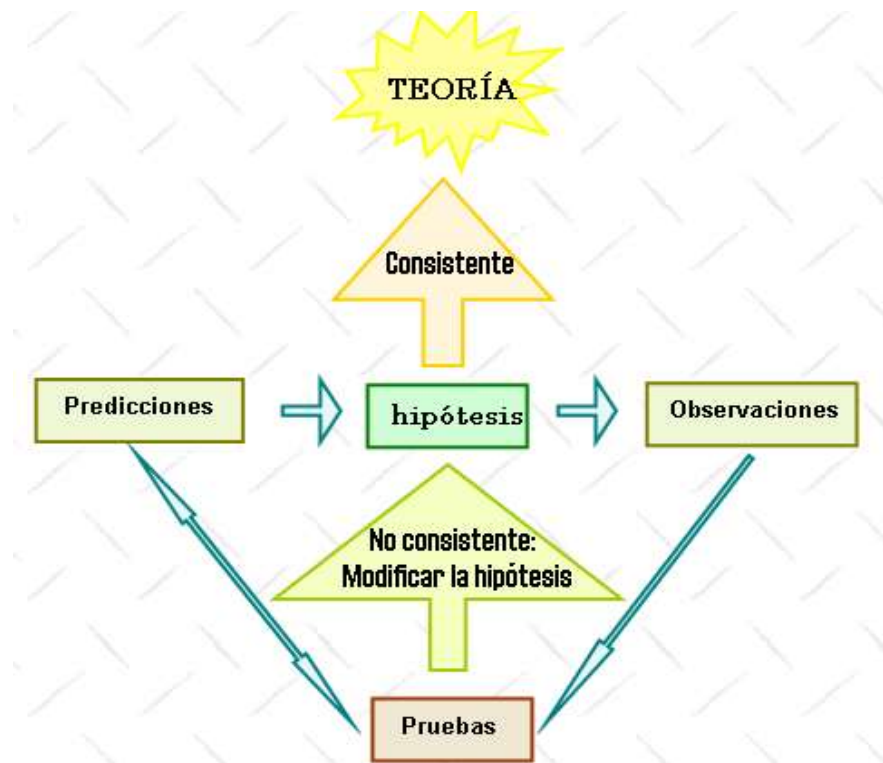 TEORÍA
Consistente
Predicciones
hipótesis
Observaciones
No consistente:
Modificar la hipótesis
Pruebas